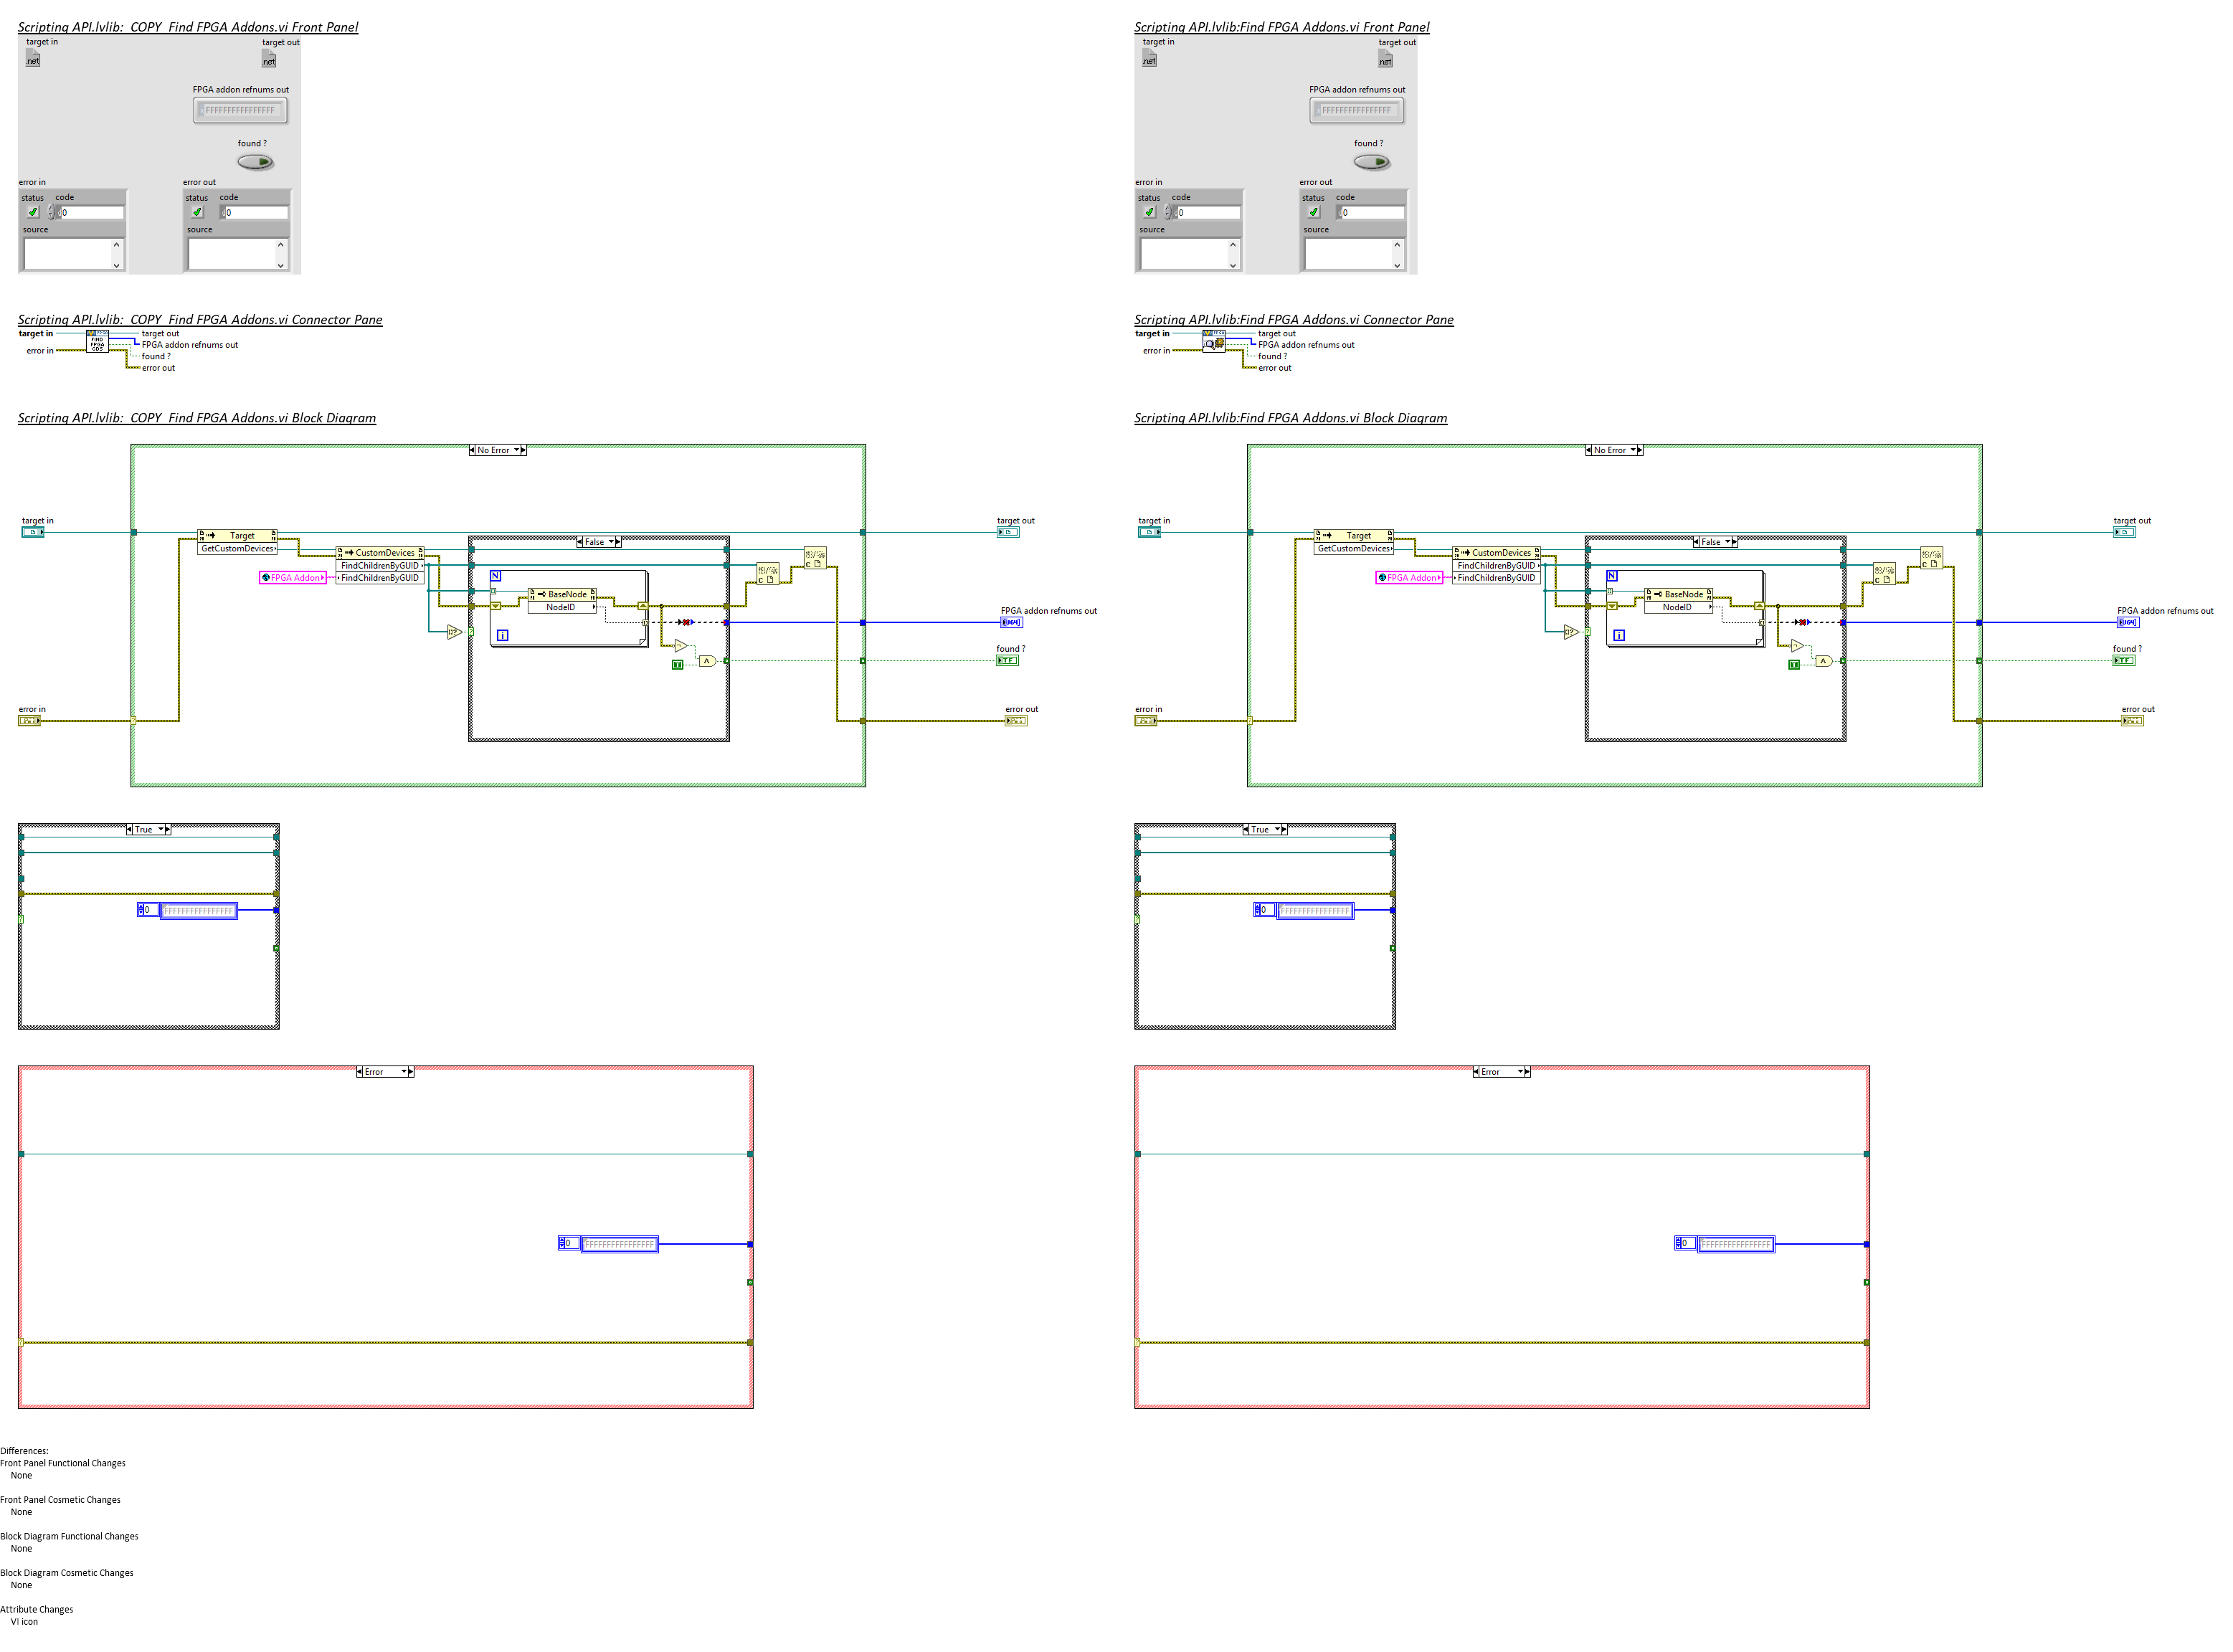 Scripting API.lvlib:  COPY  Find FPGA Addons.vi Front Panel
target in
target out
.net
.net
FPGA addon refnums out
FFFFFFFFFFFFFFFF
found ?
error in
error out
status code
status code
0
0
source
source
Scripting API.lvlib:  COPY  Find FPGA Addons.vi Connector Pane
target in
target out
FIND
FPGA
CDS
FPGA addon refnums out
error in
found ?
error out
Scripting API.lvlib:  COPY  Find FPGA Addons.vi Block Diagram
No Error
target in
target out
Target
GetCustomDevices
False
CustomDevices
FindChildrenByGUID
FPGA Addon
FindChildrenByGUID
N
BaseNode
NodeID
i
FPGA addon refnums out
U64
found ?
T
TF
error in
error out
True
0
FFFFFFFFFFFFFFFF
Error
0
FFFFFFFFFFFFFFFF
Scripting API.lvlib:Find FPGA Addons.vi Front Panel
target in
target out
.net
.net
FPGA addon refnums out
FFFFFFFFFFFFFFFF
found ?
error in
error out
status code
status code
0
0
source
source
Scripting API.lvlib:Find FPGA Addons.vi Connector Pane
target in
target out
FPGA addon refnums out
error in
found ?
error out
Scripting API.lvlib:Find FPGA Addons.vi Block Diagram
No Error
target in
target out
Target
GetCustomDevices
False
CustomDevices
FindChildrenByGUID
FPGA Addon
FindChildrenByGUID
N
BaseNode
NodeID
i
FPGA addon refnums out
U64
found ?
T
TF
error in
error out
True
0
FFFFFFFFFFFFFFFF
Error
0
FFFFFFFFFFFFFFFF
Differences:
Front Panel Functional Changes
None
Front Panel Cosmetic Changes
None
Block Diagram Functional Changes
None
Block Diagram Cosmetic Changes
None
Attribute Changes
VI icon